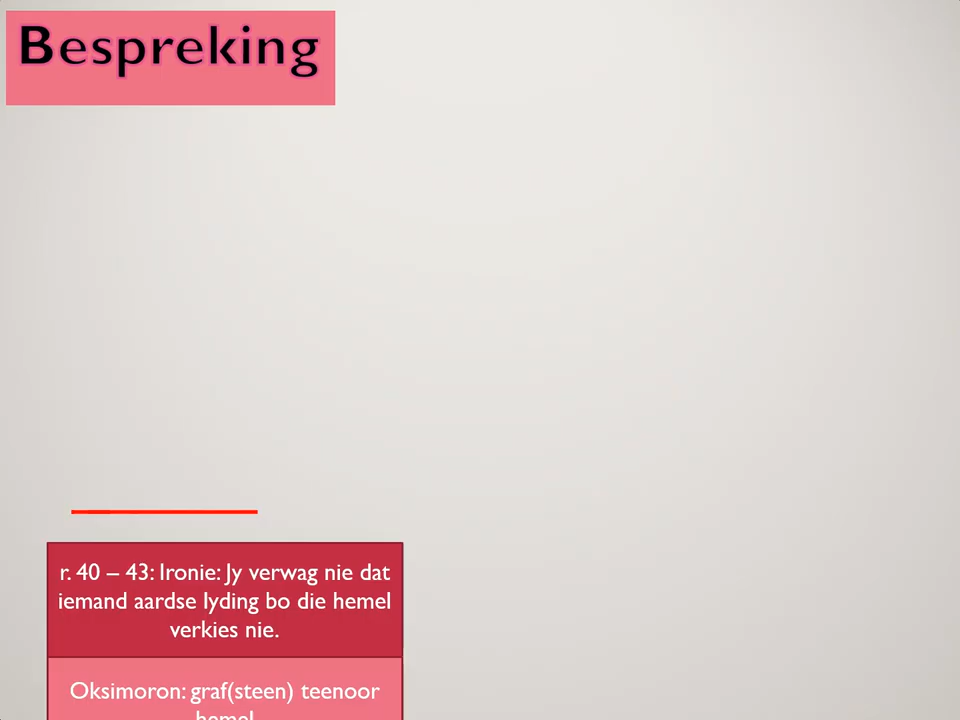 Bespreking
r. 40 – 43: Ironie: Jy verwag nie dat
iemand aardse lyding bo die hemel
verkies nie.
Oksimoron: graf(steen) teenoor
hemel